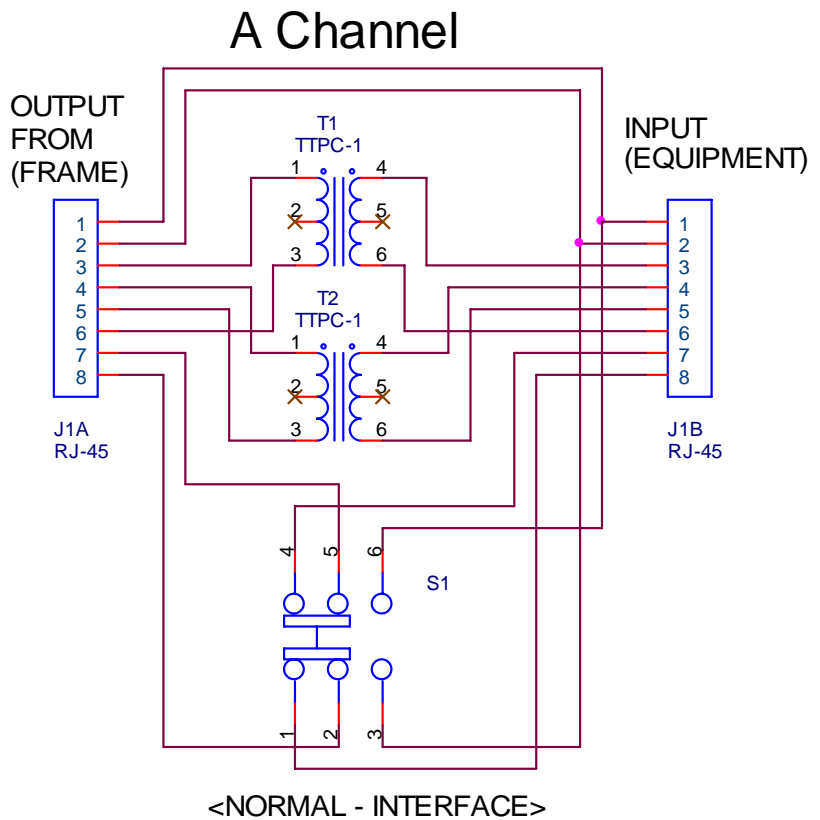 A Channel
OUTPUT
FROM
(FRAME)
INPUT
(EQUIPMENT)
T1
TTPC-1
1
2
3
4
5
6
T2
TTPC-1
1
2
3
4
5
6
1
2
3
4
5
6
7
8
J1A
RJ-45
1
2
3
4
5
6
7
8
J1B
RJ-45
4
5
6
S1
1
2
3
<NORMAL - INTERFACE>